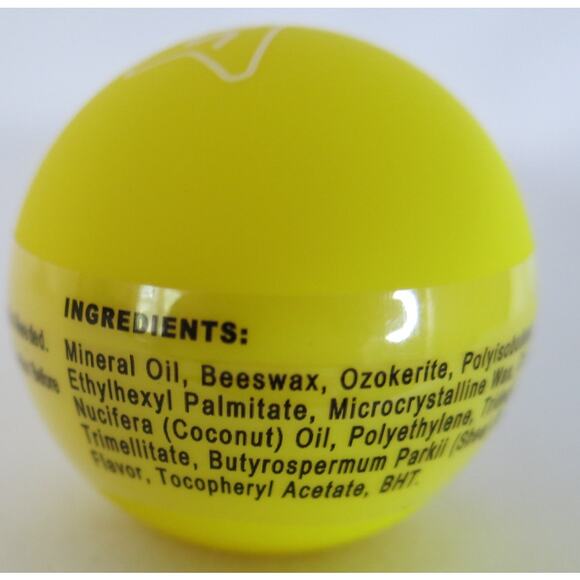 INGREDIENTS:
Mineral Oil, Beeswax, Ozokerite,
Ethylhexyl Palmitate, Microcrystalline Wax,
Nucifera (Coconut) Oil, Polyethylene,
Trimellitate, Butyrospermum Parkii
Flavor, Tocopheryl Acetate, BHT.